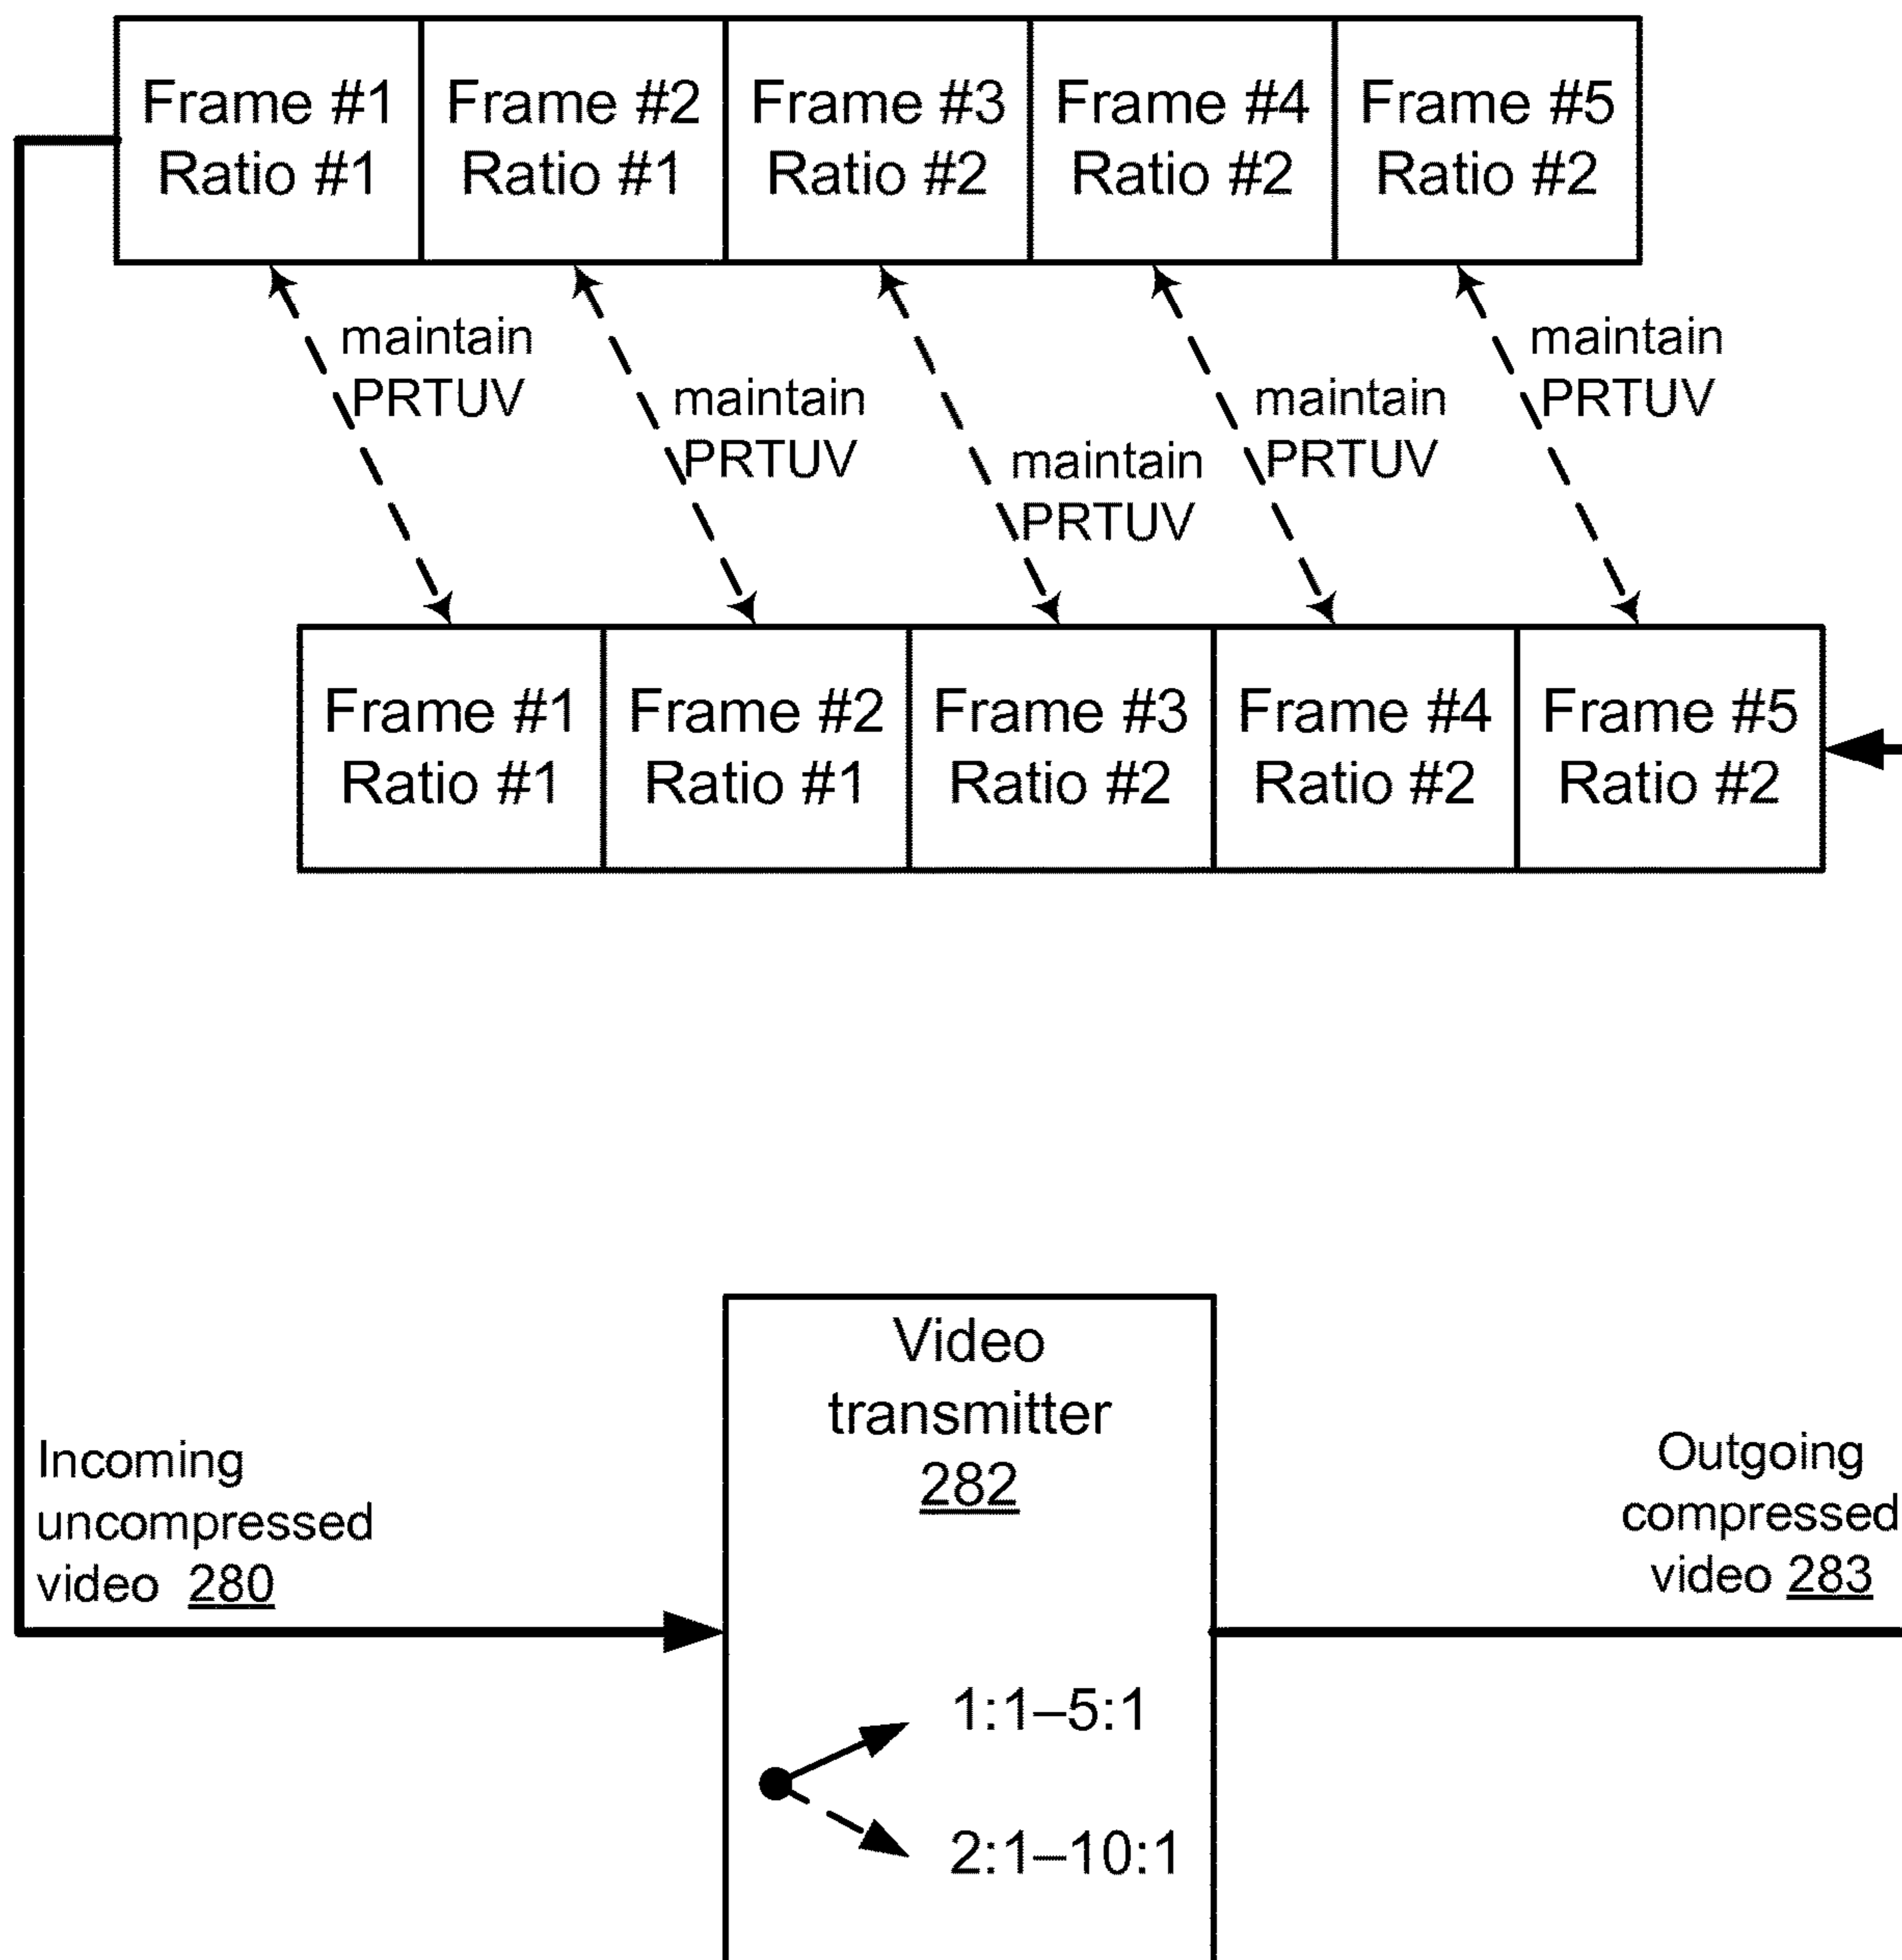 Frame #1
Ratio #1
Frame #2
Ratio #1
Frame #3
Ratio #2
Frame #4
Ratio #2
Frame #5
Ratio #2
maintain
PRTUV
maintain
PRTUV
maintain
PRTUV
maintain
PRTUV
maintain
PRTUV
Frame #1
Ratio #1
Frame #2
Ratio #1
Frame #3
Ratio #2
Frame #4
Ratio #2
Frame #5
Ratio #2
Incoming
uncompressed
video 280
Video
transmitter
282
1:1–5:1
2:1–10:1
Outgoing
compressed
video 283